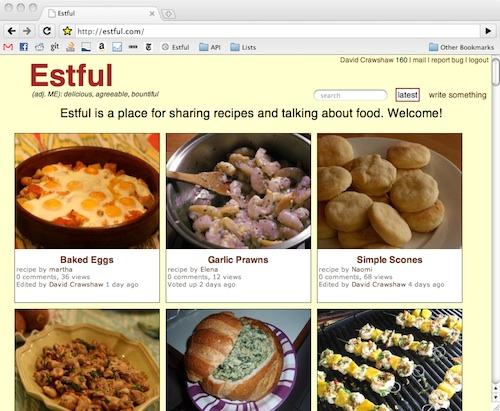 Estful
http://estful.com/
Estful
API
Lists
Other Bookmarks
David Crawshaw 160 | mail | report bug | logout
Estful
(adj. ME): delicious, agreeable, bountiful
search
latest
write something
Estful is a place for sharing recipes and talking about food. Welcome!
Baked Eggs
recipe by martha
0 comments, 36 views
Edited by David Crawshaw 1 day ago
Garlic Prawns
recipe by Elena
0 comments, 12 views
Voted up 2 days ago
Simple Scones
recipe by Naomi
0 comments, 68 views
Edited by David Crawshaw 4 days ago